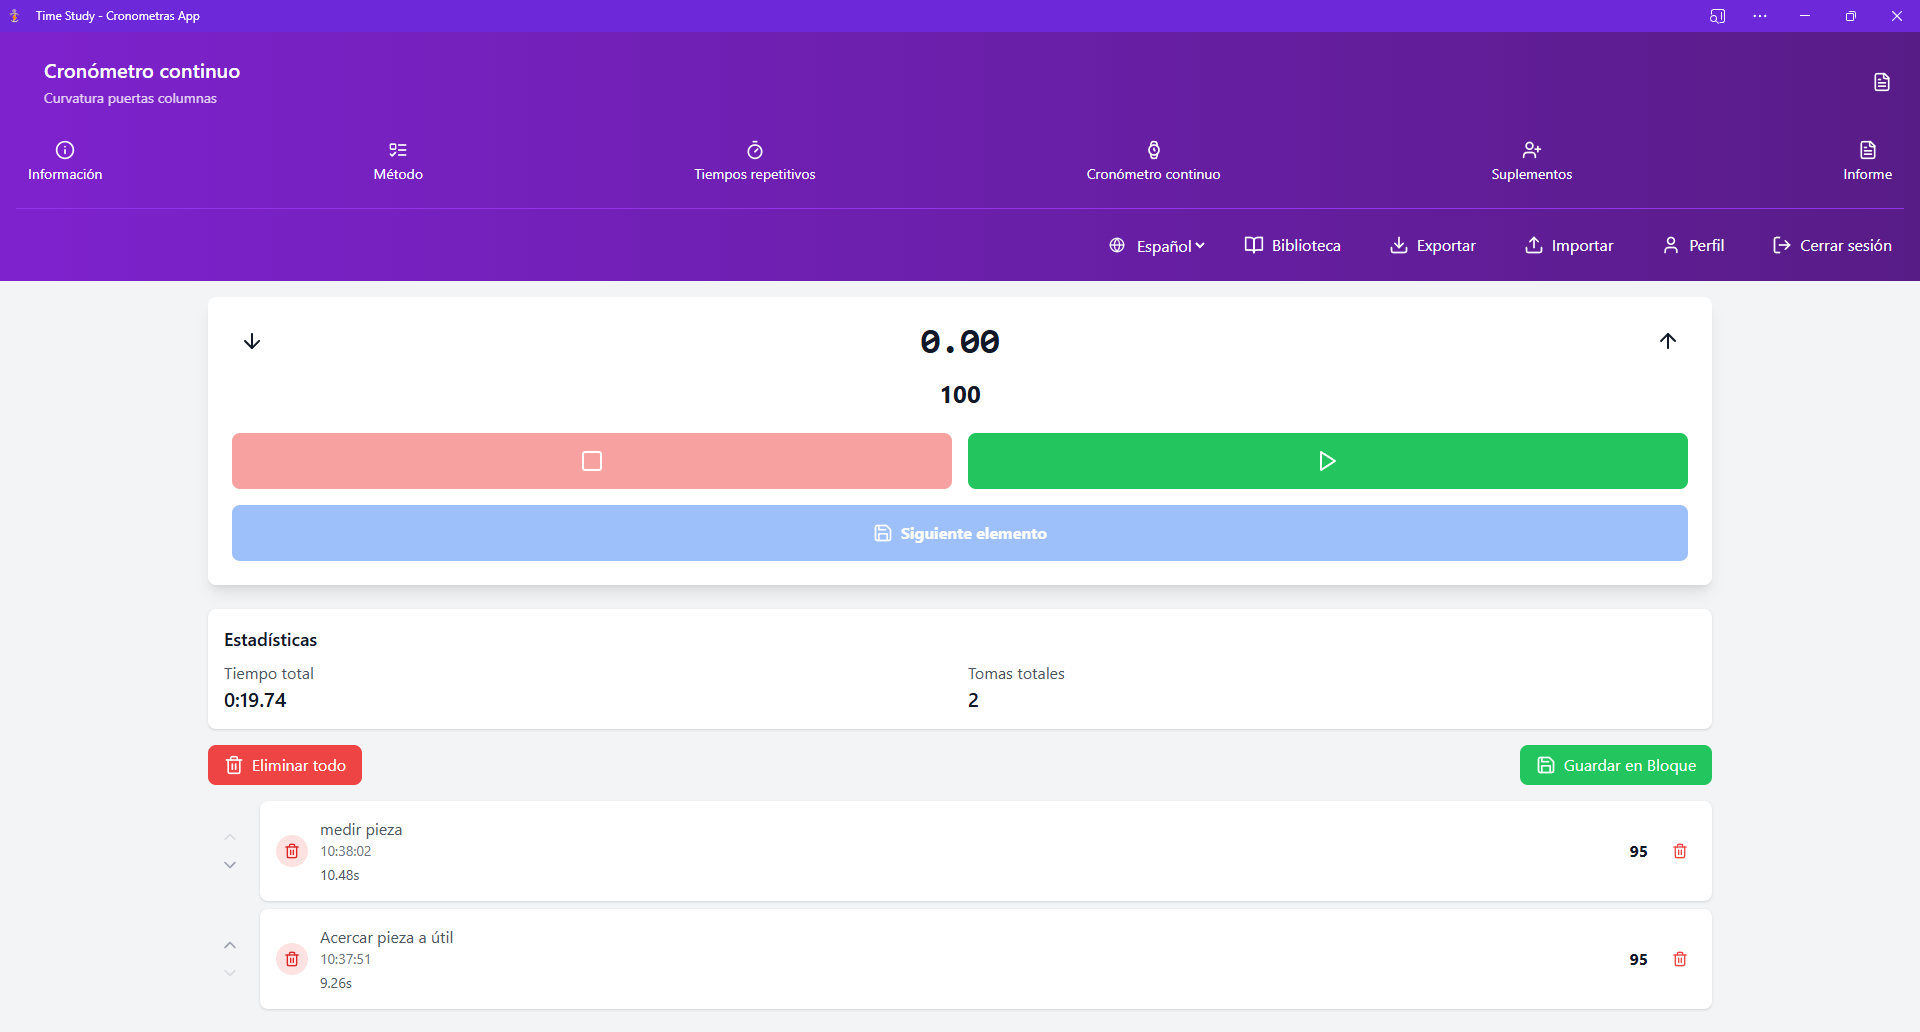 Time Study - Cronometras App
Cronómetro continuo
Curvatura puertas columnas
Información
Método
Tiempos repetitivos
Cronómetro continuo
Suplementos
Informe
Español
Biblioteca
Exportar
Importar
Perfil
Cerrar sesión
0.00
100
Siguiente elemento
Estadísticas
Tiempo total
Tomas totales
0:19.74
2
Eliminar todo
Guardar en Bloque
medir pieza
10:38:02
10.48s
95
Acercar pieza a útil
10:37:51
9.26s
95